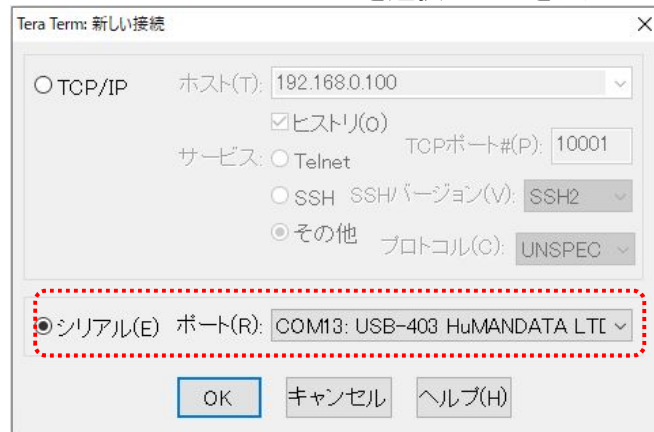 Tera Term: 新しい接続
TCP/IP
ホスト(T): 192.168.0.100
ヒストリ(O)
サービス: Telnet
TCPポート#(P): 10001
SSH SSHバージョン(V): SSH2
その他
プロトコル(C): UNSPEC
シリアル(E) ポート(R): COM13: USB-403 HuMANDATA LTD
OK キャンセル ヘルプ(H)